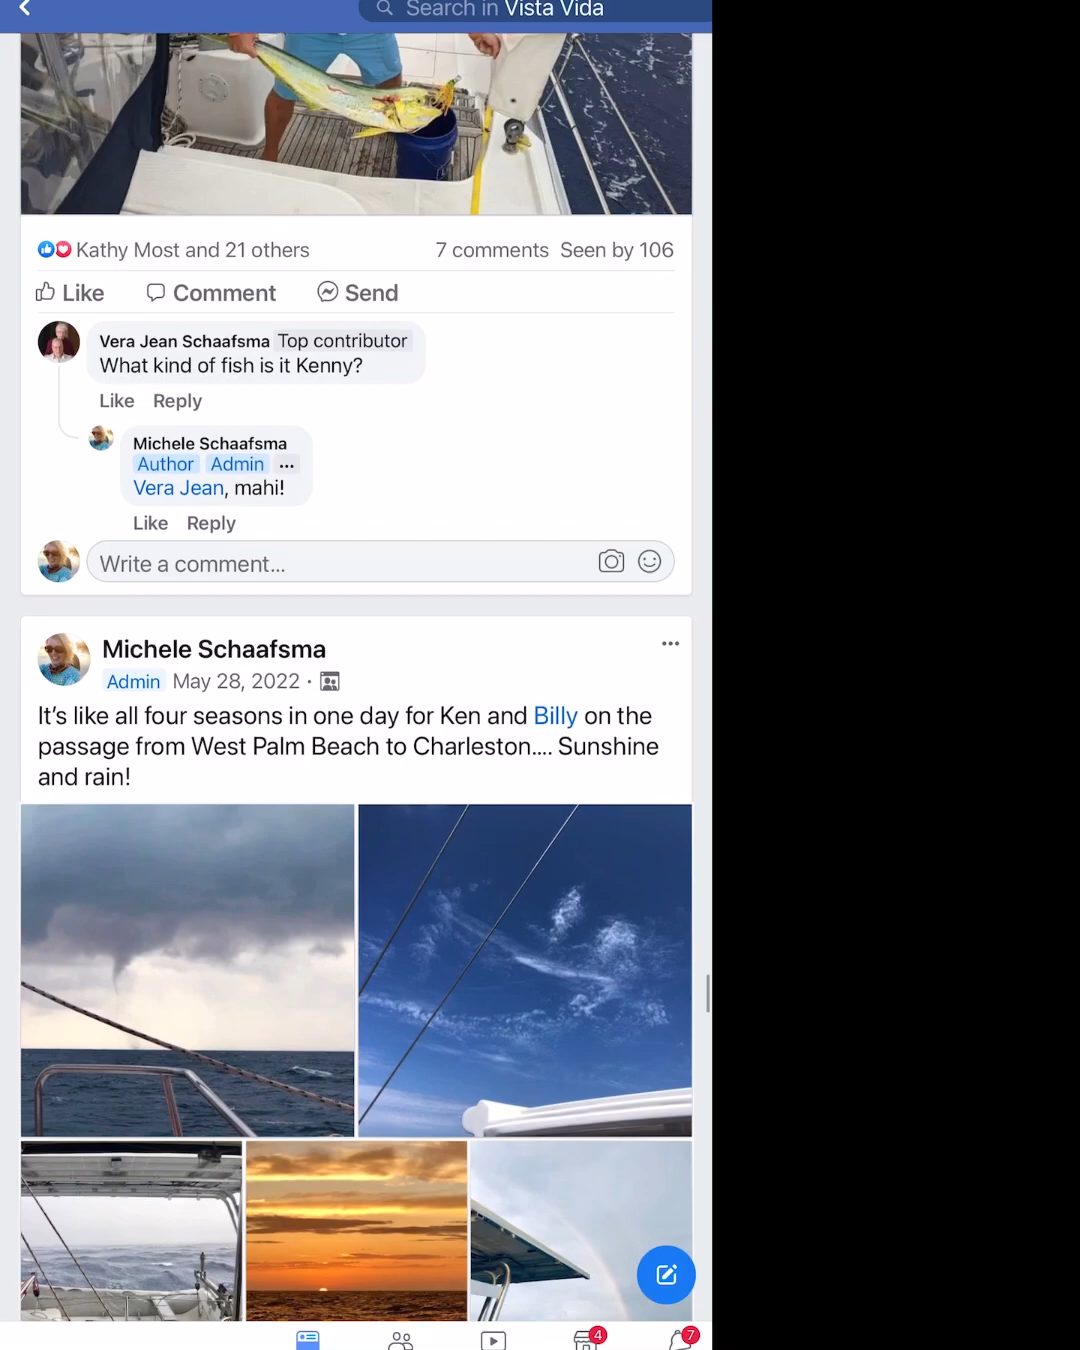 Search in Vista Vida
Kathy Most and 21 others 7 comments Seen by 106
Like Comment Send
Vera Jean Schaafsma Top contributor
What kind of fish is it Kenny?
Like Reply
Michele Schaafsma
Author Admin ...
Vera Jean, mahi!
Like Reply
Write a comment...
Michele Schaafsma
Admin May 28, 2022 ·
It's like all four seasons in one day for Ken and Billy on the
passage from West Palm Beach to Charleston.... Sunshine
and rain!
4 7